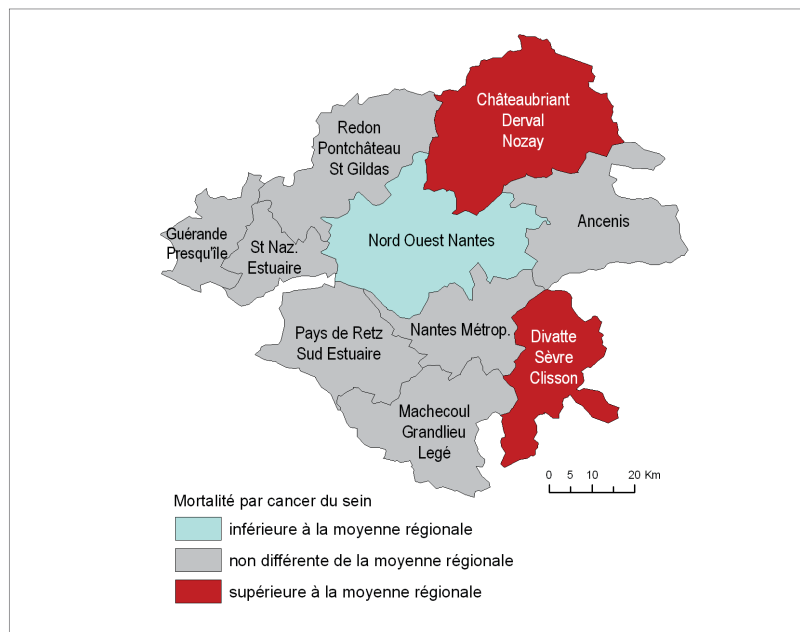 Châteaubriant
Derval
Nozay
Redon
Pontchâteau
St Gildas
Ancenis
Guérande
Presqu'île
St Naz.
Estuaire
Nord Ouest Nantes
Pays de Retz
Sud Estuaire
Nantes Métrop.
Divatte
Sèvre
Clisson
Machecoul
Grandlieu
Legé
0 5 10 20 Km
Mortalité par cancer du sein
inférieure à la moyenne régionale
non différente de la moyenne régionale
supérieure à la moyenne régionale